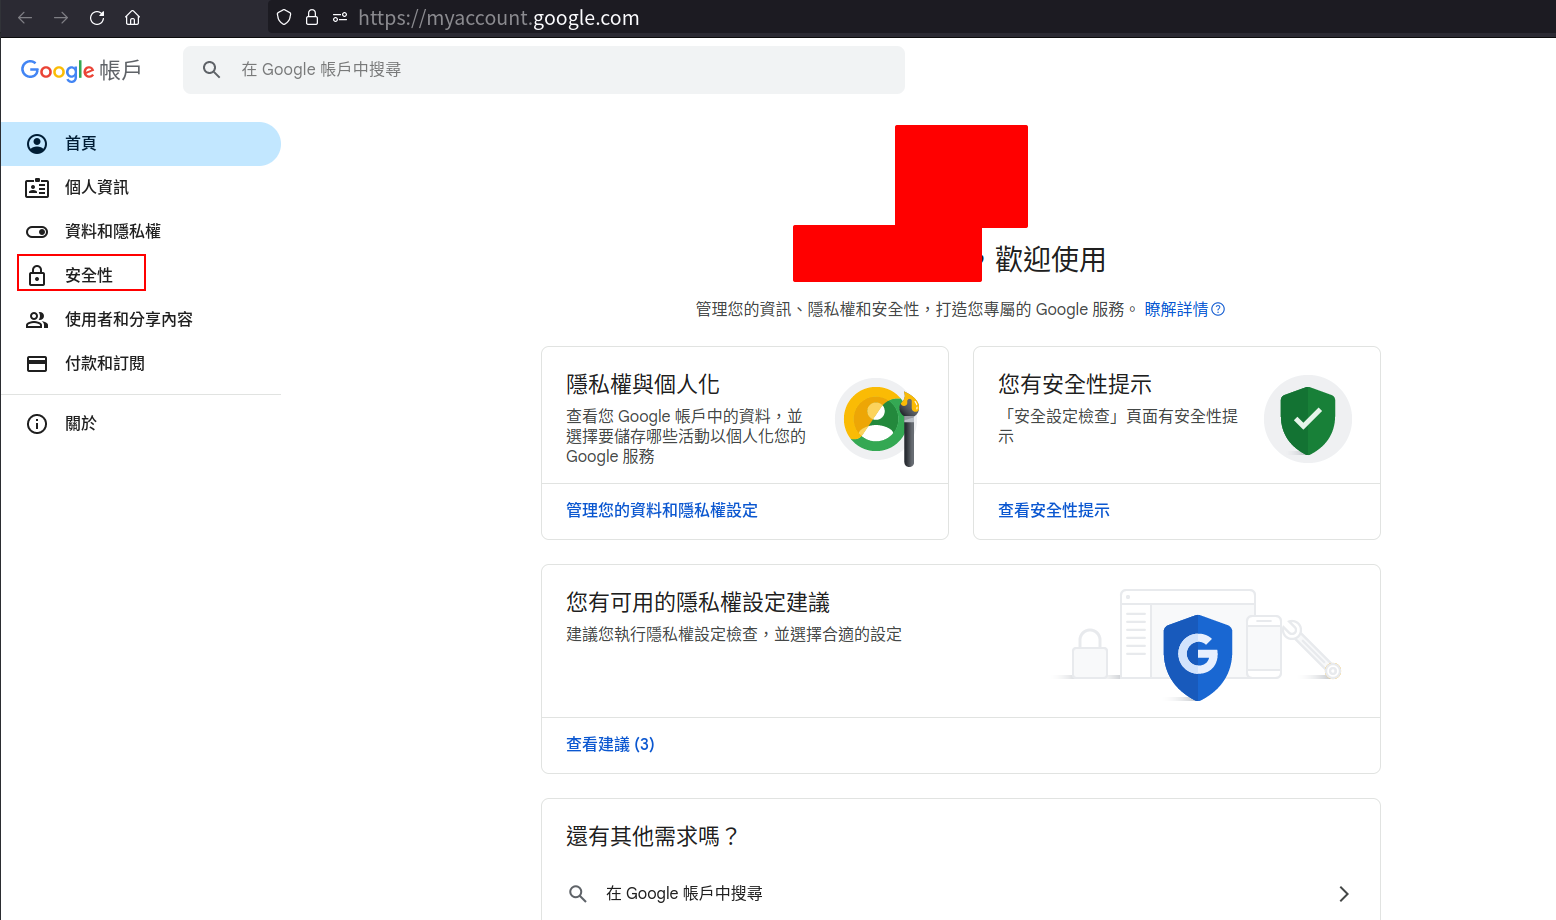 https://myaccount.google.com
Google 帳戶
在 Google 帳戶中搜尋
首頁
個人資訊
資料和隱私權
安全性
使用者和分享內容
付款和訂閱
關於
，歡迎使用
管理您的資訊、隱私權和安全性，打造您專屬的 Google 服務。 瞭解詳情
隱私權與個人化
查看您 Google 帳戶中的資料，並
選擇要儲存哪些活動以個人化您的
Google 服務
管理您的資料和隱私權設定
您有安全性提示
「安全設定檢查」頁面有安全性提
示
查看安全性提示
您有可用的隱私權設定建議
建議您執行隱私權設定檢查，並選擇合適的設定
G
查看建議 (3)
還有其他需求嗎？
在 Google 帳戶中搜尋